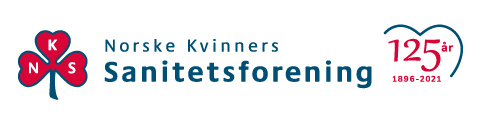 K
N S
Norske Kvinners
Sanitetsforening
125 år
1896-2021